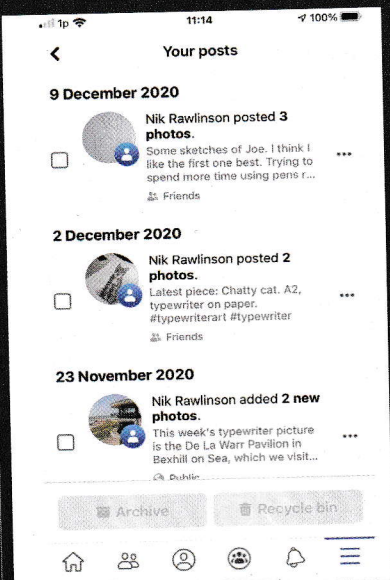 1p 11:14 100%
Your posts
9 December 2020
Nik Rawlinson posted 3
photos.
Some sketches of Joe. I think I
like the first one best. Trying to
spend more time using pens r...
Friends
2 December 2020
Nik Rawlinson posted 2
photos.
Latest piece: Chatty cat. A2,
typewriter on paper.
#typewriterart #typewriter
Friends
23 November 2020
Nik Rawlinson added 2 new
photos.
This week's typewriter picture
is the De La Warr Pavilion in
Bexhill on Sea, which we visit...
Public
Archive
Recycle bin